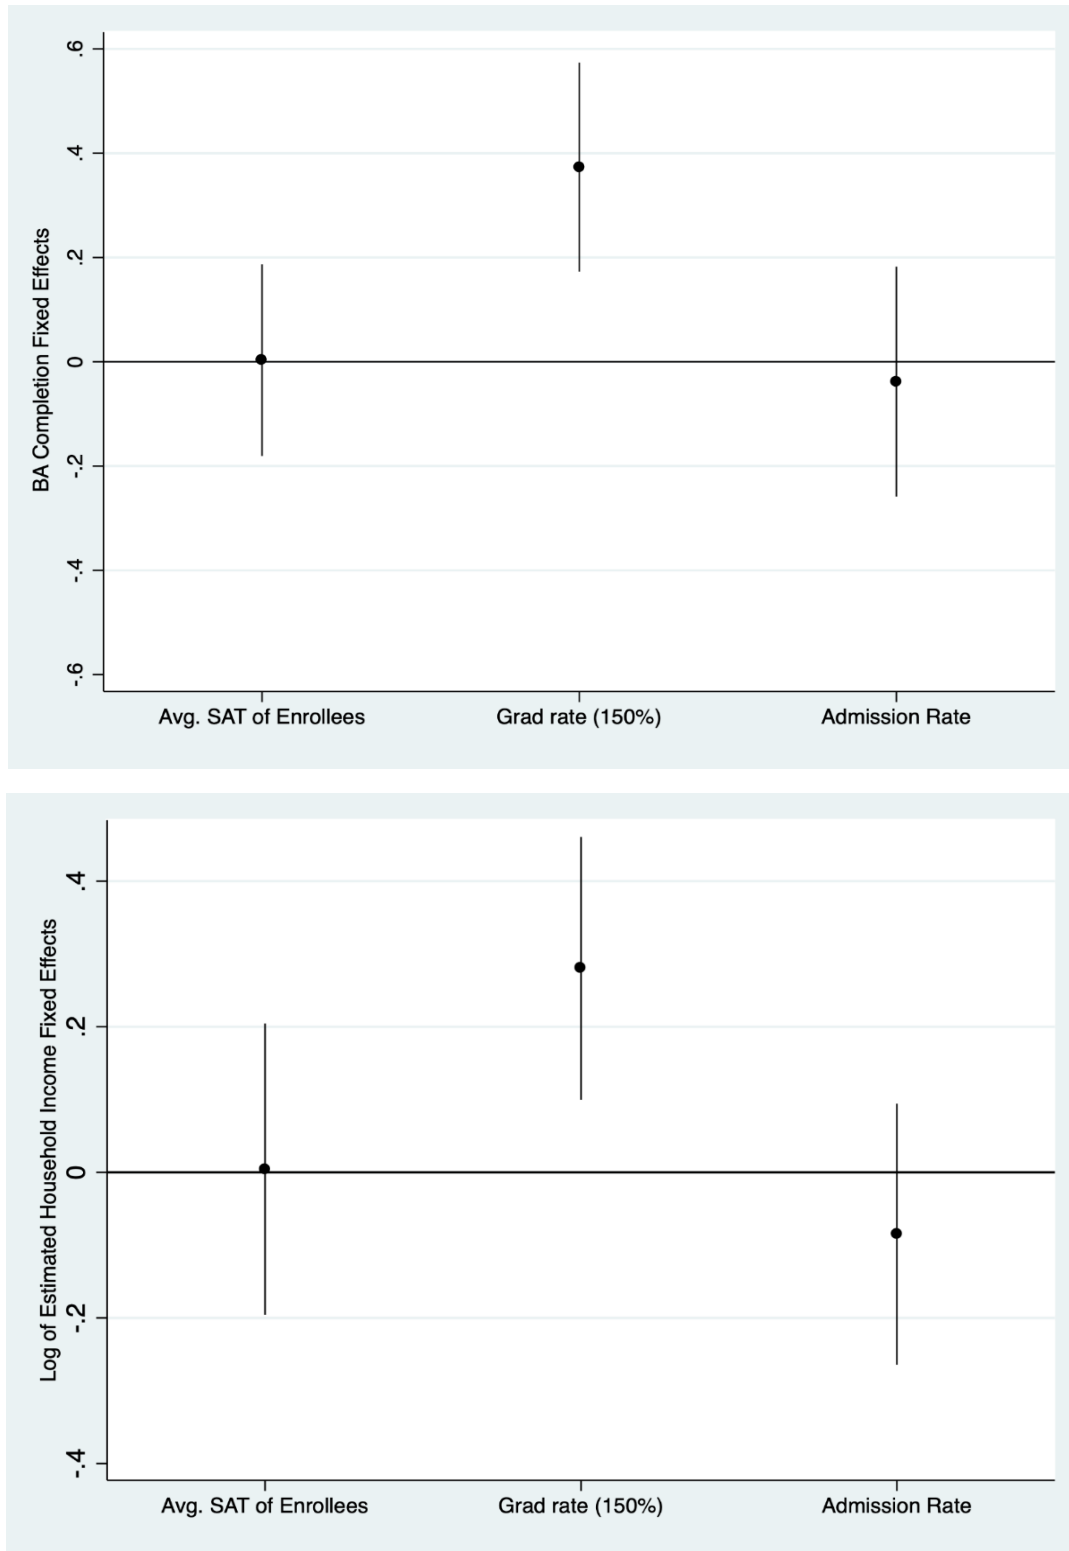 BA Completion Fixed Effects
.6
.4
.2
0
-.2
-.4
-.6
Avg. SAT of Enrollees
Grad rate (150%)
Admission Rate
Log of Estimated Household Income Fixed Effects
.4
.2
0
-.2
-.4
Avg. SAT of Enrollees
Grad rate (150%)
Admission Rate